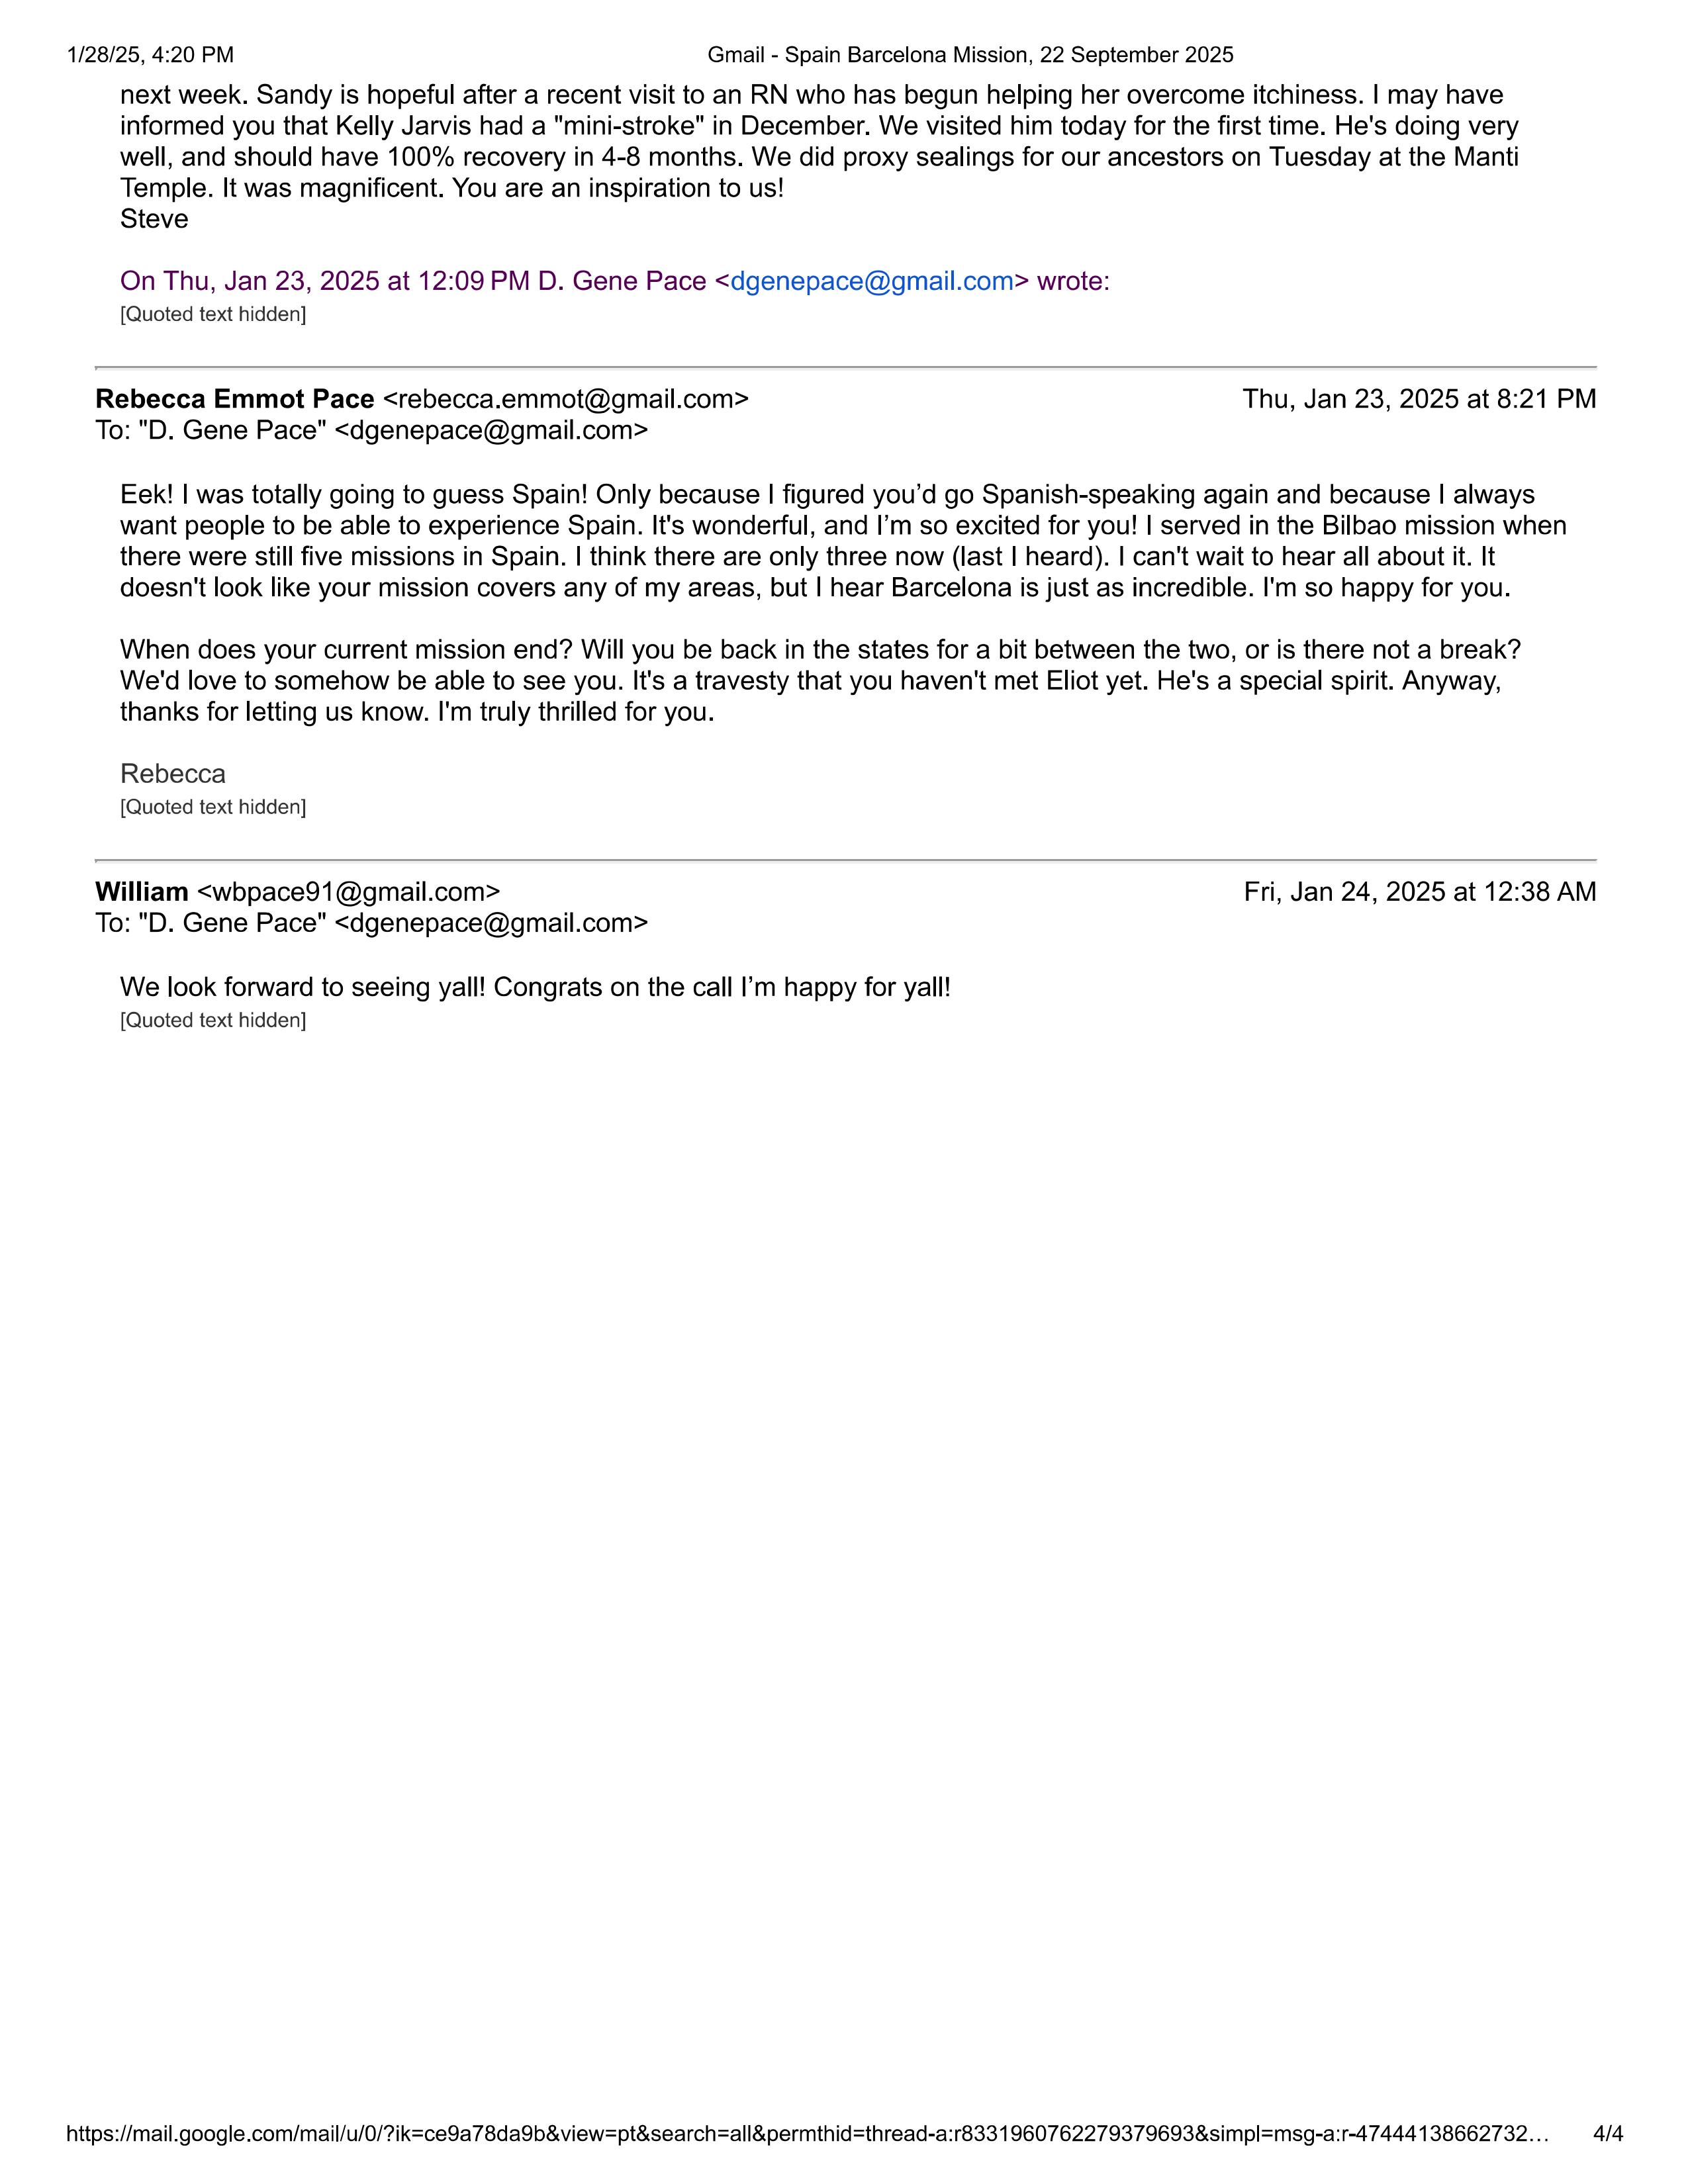 1/28/25, 4:20 PM Gmail - Spain Barcelona Mission, 22 September 2025
next week. Sandy is hopeful after a recent visit to an RN who has begun helping her overcome itchiness. I may have
informed you that Kelly Jarvis had a "mini-stroke" in December. We visited him today for the first time. He's doing very
well, and should have 100% recovery in 4-8 months. We did proxy sealings for our ancestors on Tuesday at the Manti
Temple. It was magnificent. You are an inspiration to us!
Steve
On Thu, Jan 23, 2025 at 12:09 PM D. Gene Pace <dgenepace@gmail.com> wrote:
[Quoted text hidden]
Rebecca Emmot Pace <rebecca.emmot@gmail.com> Thu, Jan 23, 2025 at 8:21 PM
To: "D. Gene Pace" <dgenepace@gmail.com>
Eek! I was totally going to guess Spain! Only because I figured you’d go Spanish-speaking again and because I always
want people to be able to experience Spain. It's wonderful, and I’m so excited for you! I served in the Bilbao mission when
there were still five missions in Spain. I think there are only three now (last I heard). I can't wait to hear all about it. It
doesn't look like your mission covers any of my areas, but I hear Barcelona is just as incredible. I'm so happy for you.
When does your current mission end? Will you be back in the states for a bit between the two, or is there not a break?
We'd love to somehow be able to see you. It's a travesty that you haven't met Eliot yet. He's a special spirit. Anyway,
thanks for letting us know. I'm truly thrilled for you.
Rebecca
[Quoted text hidden]
William <wbpace91@gmail.com> Fri, Jan 24, 2025 at 12:38 AM
To: "D. Gene Pace" <dgenepace@gmail.com>
We look forward to seeing yall! Congrats on the call I’m happy for yall!
[Quoted text hidden]
https://mail.google.com/mail/u/0/?ik=ce9a78da9b&view=pt&search=all&permthid=thread-a:r8331960762279379693&simpl=msg-a:r-47444138662732… 4/4